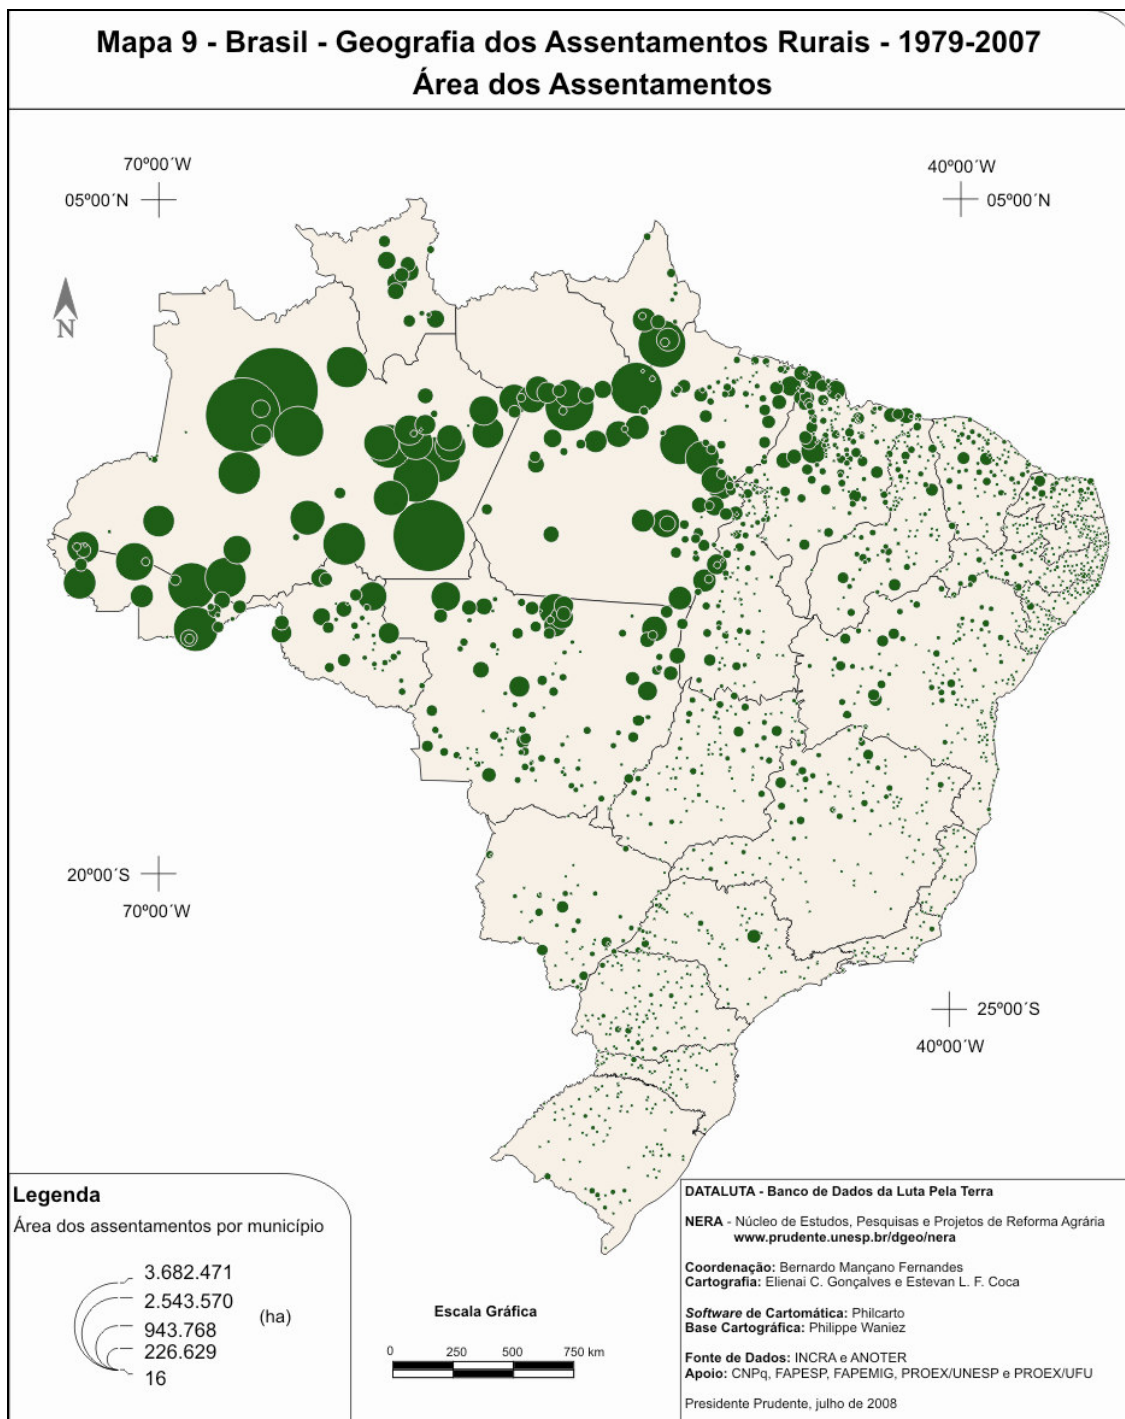 Mapa 9 - Brasil - Geografia dos Assentamentos Rurais - 1979-2007
Área dos Assentamentos
70º00´W
05º00´N
40º00´W
05º00´N
N
20º00´S
70º00´W
25º00´S
40º00´W
Legenda
Área dos assentamentos por município
3.682.471
2.543.570
943.768
226.629
16
(ha)
Escala Gráfica
0 250 500 750 km
DATALUTA - Banco de Dados da Luta Pela Terra
NERA - Núcleo de Estudos, Pesquisas e Projetos de Reforma Agrária
www.prudente.unesp.br/dgeo/nera
Coordenação: Bernardo Mançano Fernandes
Cartografia: Elienai C. Gonçalves e Estevan L. F. Coca
Software de Cartomática: Philcarto
Base Cartográfica: Philippe Waniez
Fonte de Dados: INCRA e ANOTER
Apoio: CNPq, FAPESP, FAPEMIG, PROEX/UNESP e PROEX/UFU
Presidente Prudente, julho de 2008